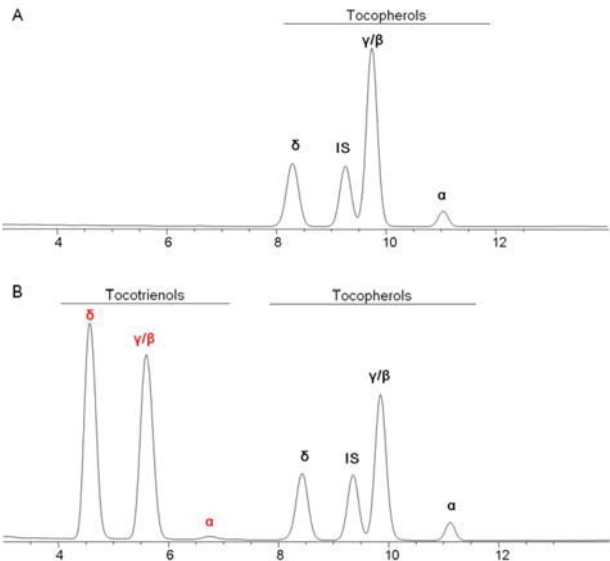 A
Tocopherols
γ/β
δ
IS
α
4 6 8 10 12
B
Tocotrienols Tocopherols
δ
γ/β
γ/β
δ IS
α
α
4 6 8 10 12